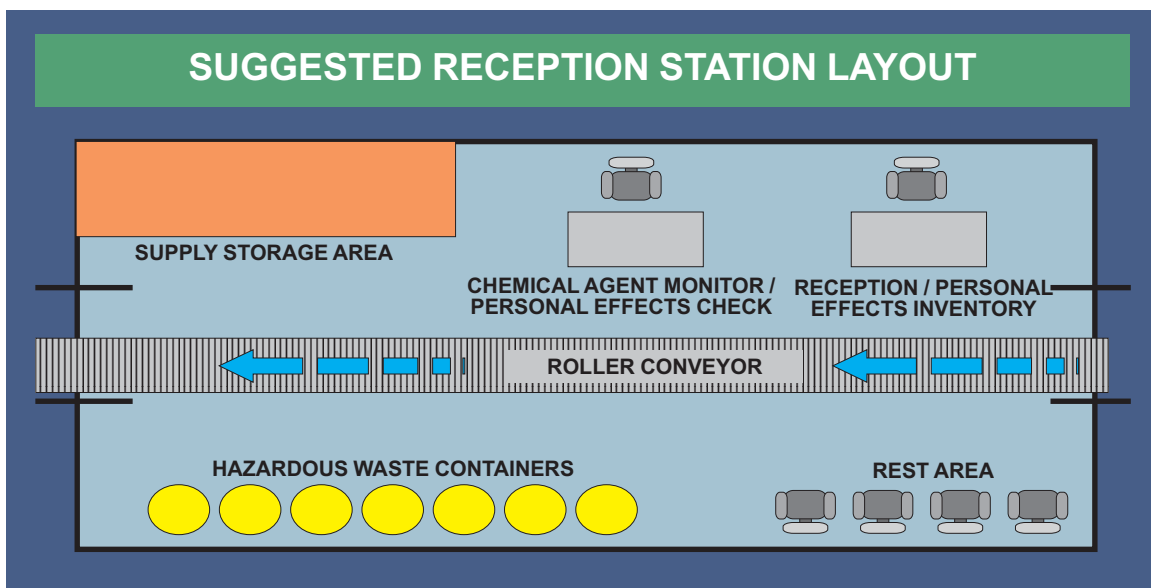 SUGGESTED RECEPTION STATION LAYOUT
SUPPLY STORAGE AREA
CHEMICAL AGENT MONITOR /
PERSONAL EFFECTS CHECK
RECEPTION / PERSONAL
EFFECTS INVENTORY
ROLLER CONVEYOR
HAZARDOUS WASTE CONTAINERS
REST AREA